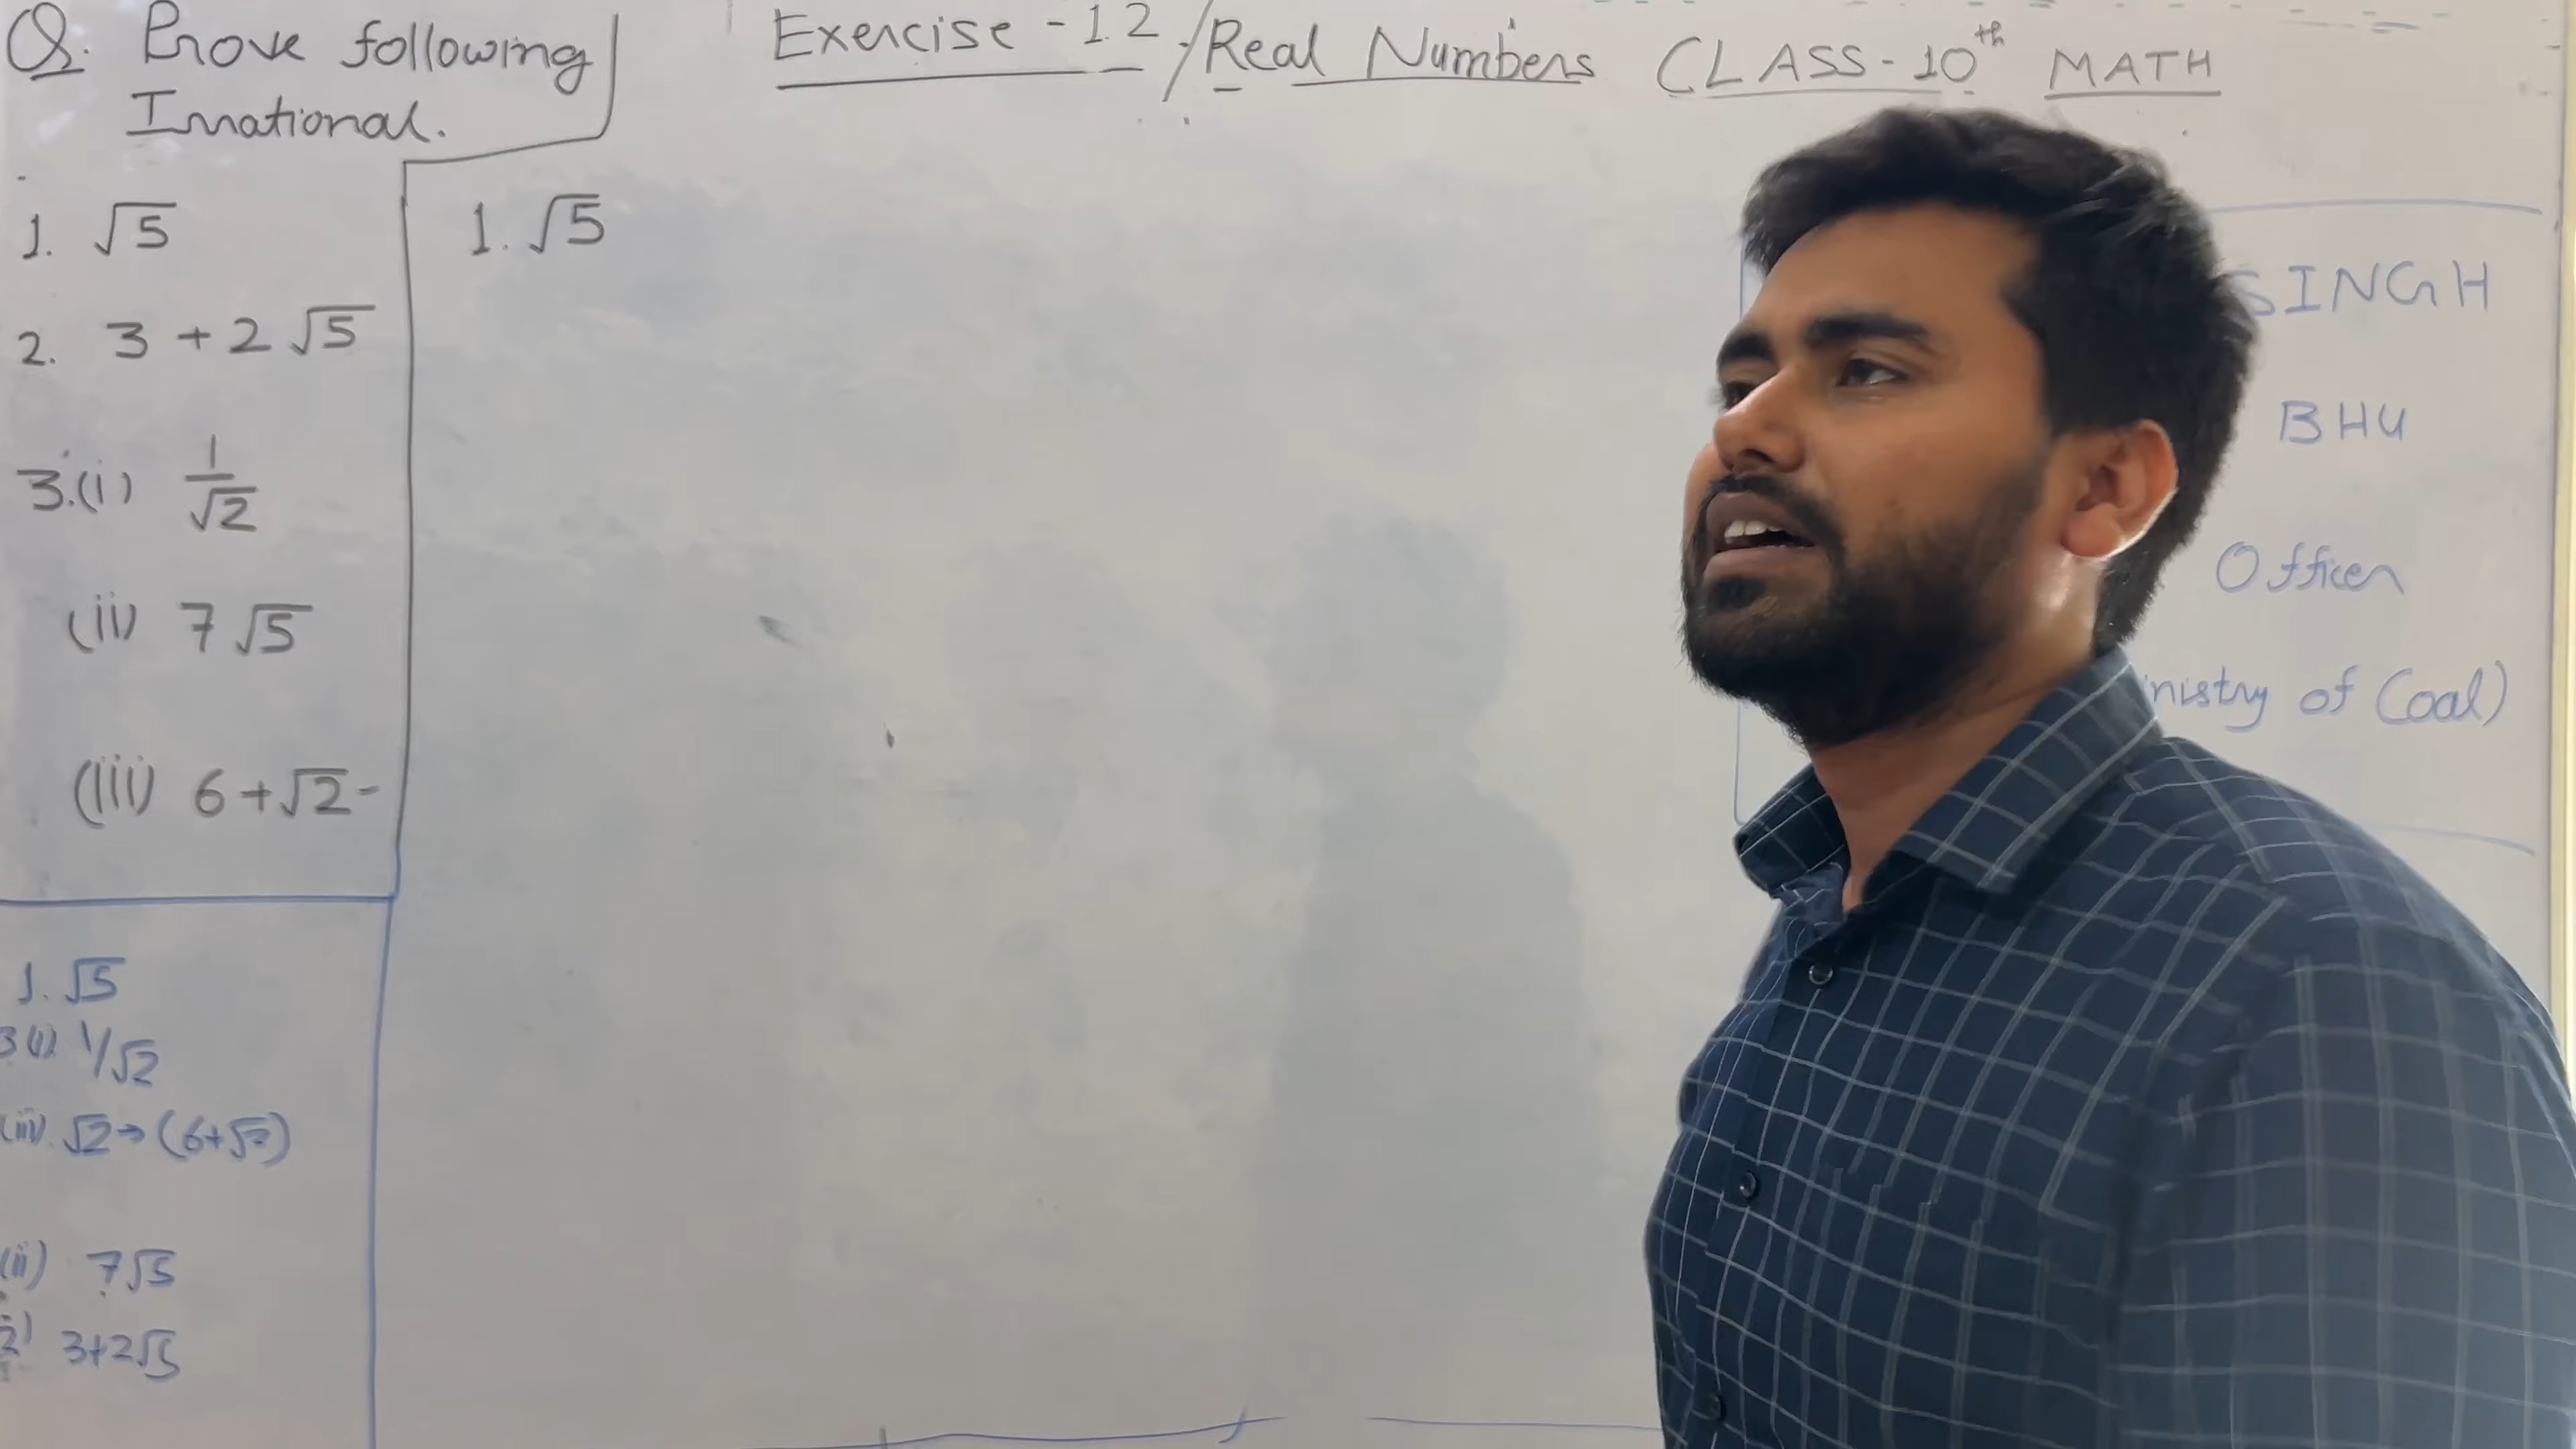 Q. Prove following
Irrational.
Exercise - 1.2 / Real Numbers CLASS-10th MATH
1. √5
2. 3 + 2√5
3.(i) 1/√2
(ii) 7√5
(iii) 6+√2-
1. √5
3(i) 1/√2
(iii). √2→(6+√2)
(ii) 7√5
2) 3+2√5
1. √5
SINGH
BHU
Officer
of Coal)